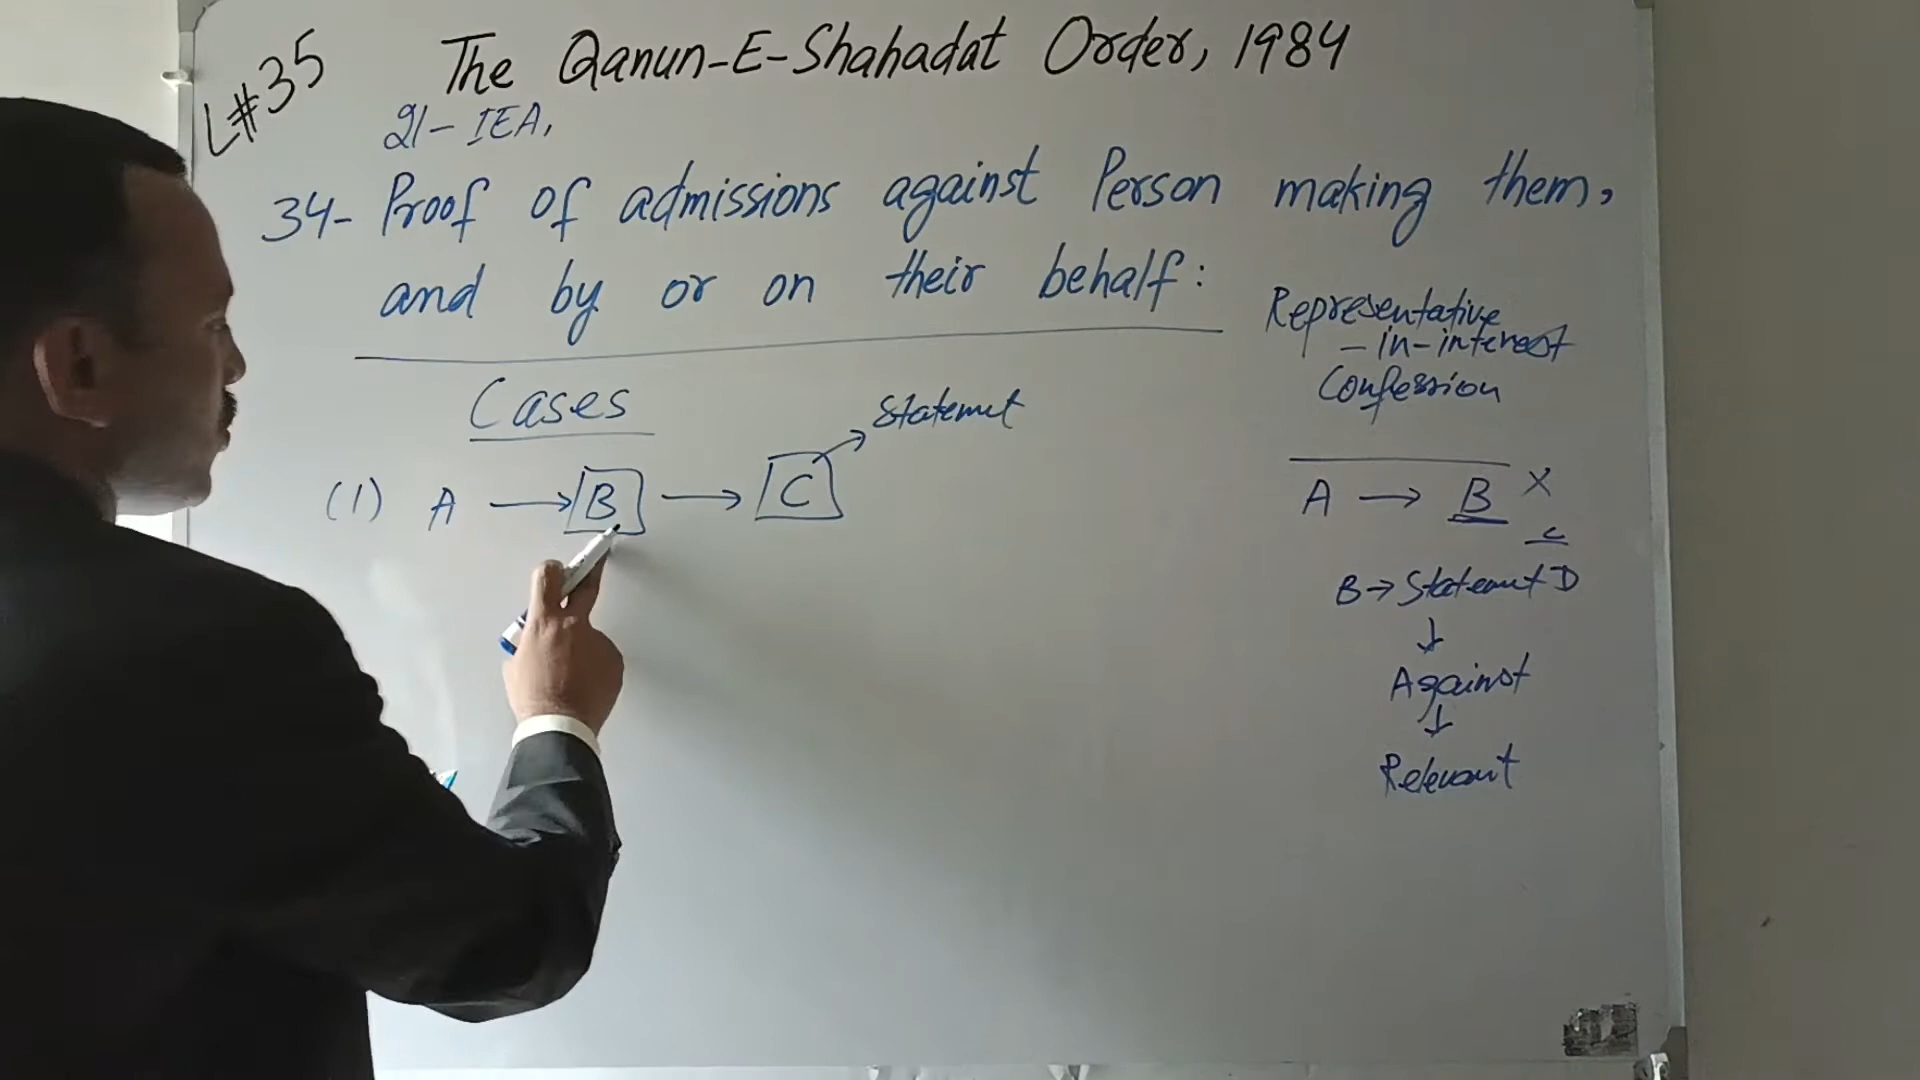 L#35
The Qanun-E-Shahadat Order, 1984
21- IEA,
34- Proof of admissions against Person making them,
and by or on their behalf:
Representative
-in-interest
Confession
Cases
Statemet
(1) A → B → C
A → B X
C
B → Statement D
↓
Against
↓
Relevant